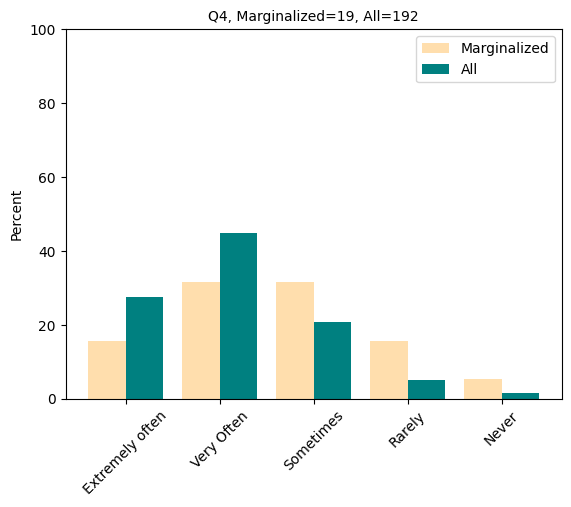 Q4, Marginalized=19, All=192
100
80
60
40
20
0
Percent
Marginalized
All
Extremely often
Very Often
Sometimes
Rarely
Never